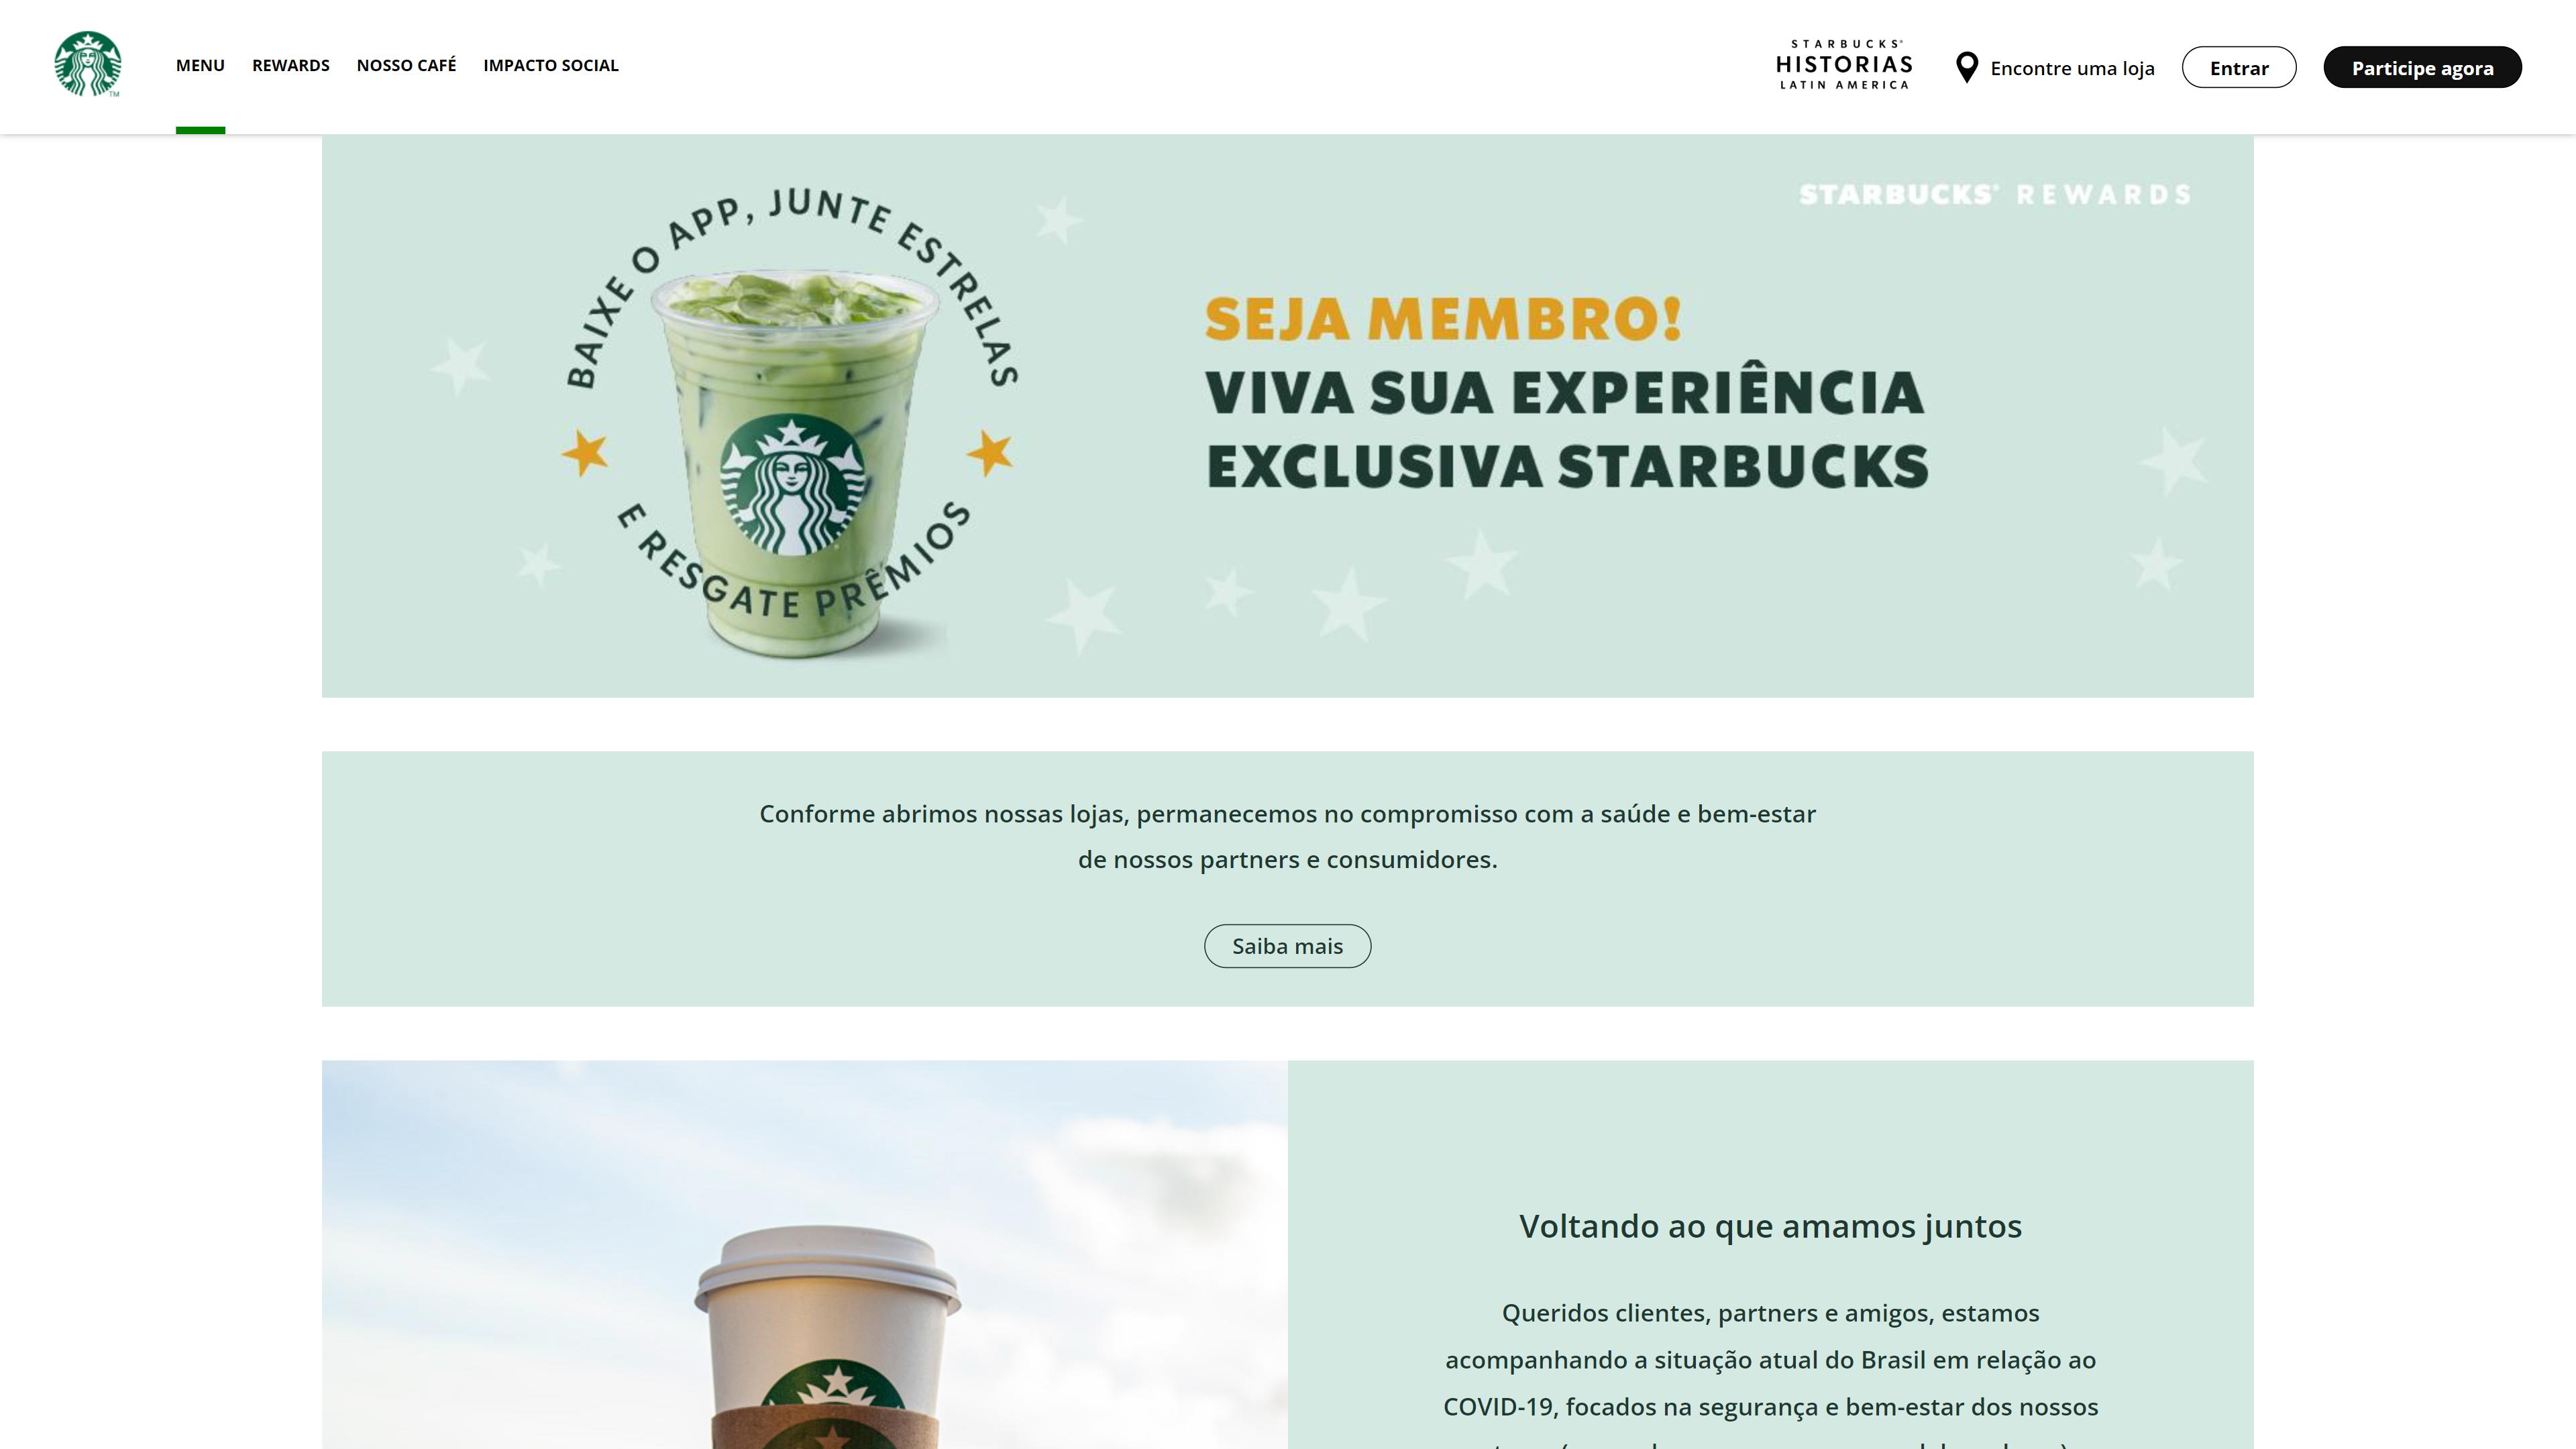 MENU REWARDS NOSSO CAFÉ IMPACTO SOCIAL
STARBUCKS®
HISTORIAS
LATIN AMERICA
Encontre uma loja
Entrar
Participe agora
TM
BAIXE O APP, JUNTE ESTRELAS
E RESGATE PRÊMIOS
STARBUCKS® REWARDS
SEJA MEMBRO!
VIVA SUA EXPERIÊNCIA
EXCLUSIVA STARBUCKS
Conforme abrimos nossas lojas, permanecemos no compromisso com a saúde e bem-estar
de nossos partners e consumidores.
Saiba mais
Voltando ao que amamos juntos
Queridos clientes, partners e amigos, estamos
acompanhando a situação atual do Brasil em relação ao
COVID-19, focados na segurança e bem-estar dos nossos